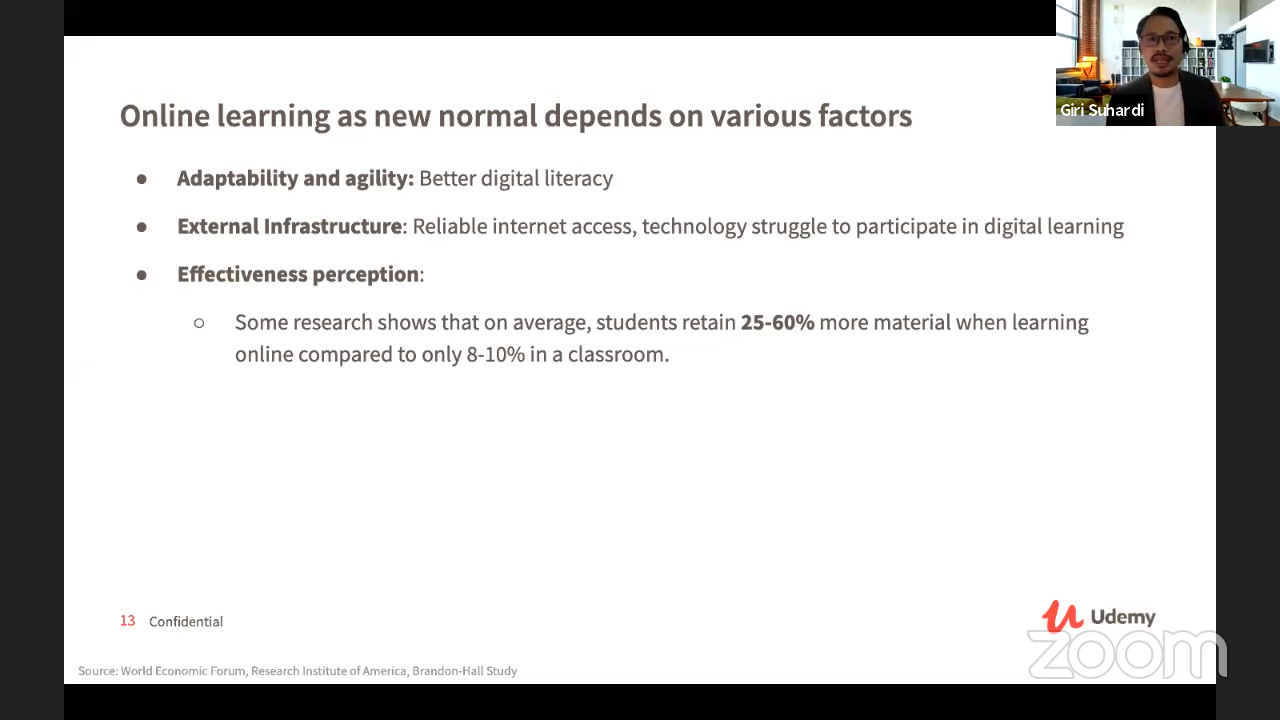 Online learning as new normal depends on various factors
Giri Suhardi
● Adaptability and agility: Better digital literacy
● External Infrastructure: Reliable internet access, technology struggle to participate in digital learning
● Effectiveness perception:
○ Some research shows that on average, students retain 25-60% more material when learning
online compared to only 8-10% in a classroom.
13 Confidential
Udemy
zoom
Source: World Economic Forum, Research Institute of America, Brandon-Hall Study